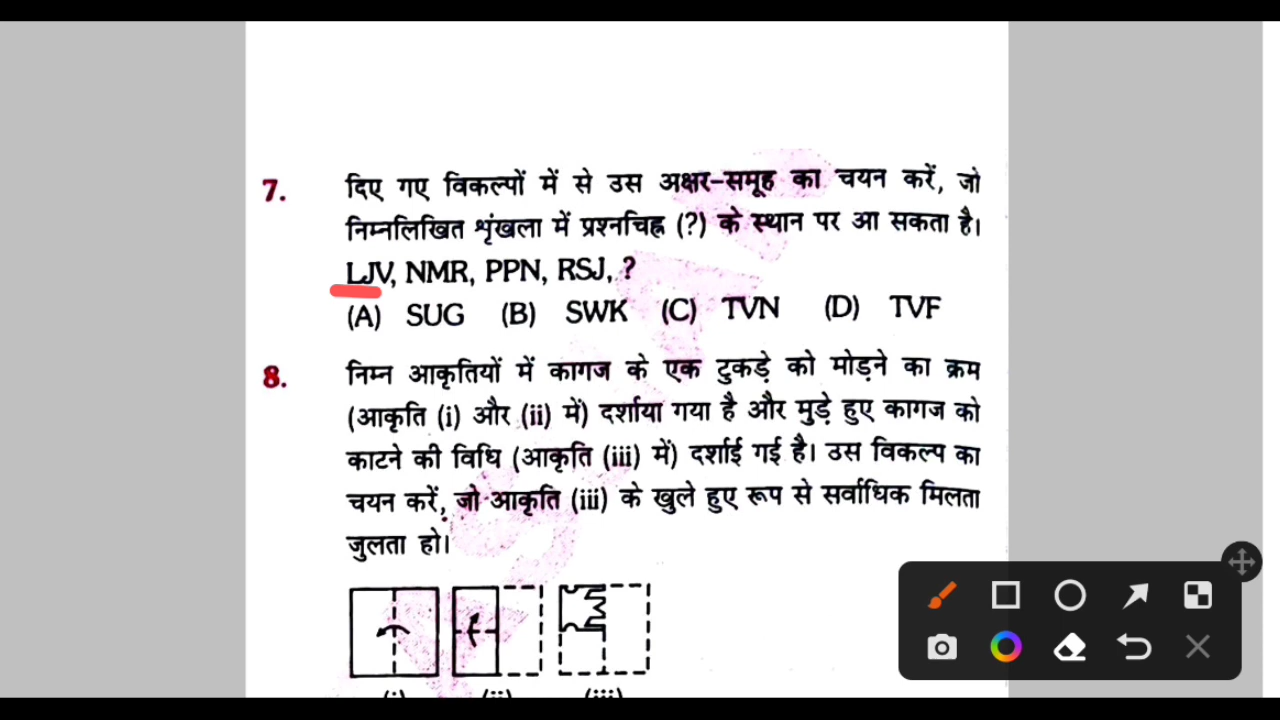 7. दिए गए विकल्पों में से उस अक्षर-समूह का चयन करें, जो
निम्नलिखित शृंखला में प्रश्नचिह्न (?) के स्थान पर आ सकता है।
LJV, NMR, PPN, RSJ, ?
(A) SUG (B) SWK (C) TVN (D) TVF
8. निम्न आकृतियों में कागज के एक टुकड़े को मोड़ने का क्रम
(आकृति (i) और (ii) में) दर्शाया गया है और मुड़े हुए कागज को
काटने की विधि (आकृति (iii) में) दर्शाई गई है। उस विकल्प का
चयन करें, जो आकृति (iii) के खुले हुए रूप से सर्वाधिक मिलता
जुलता हो।
(i) (ii) (iii)